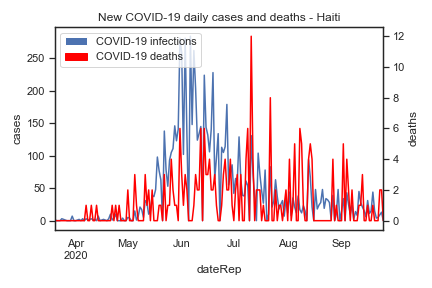 New COVID-19 daily cases and deaths - Haiti
COVID-19 infections
COVID-19 deaths
250
200
150
100
50
0
cases
12
10
8
6
4
2
0
deaths
Apr May Jun Jul Aug Sep
2020
dateRep